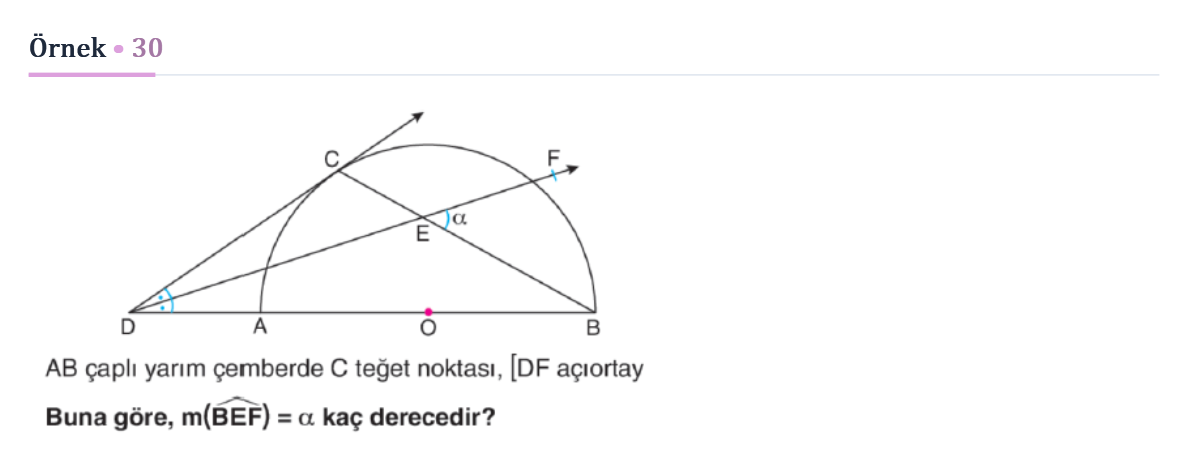 Örnek • 30
C
F
α
E
D
A
O
B
AB çaplı yarım çemberde C teğet noktası, [DF açıortay
Buna göre, m(BEF) = α kaç derecedir?